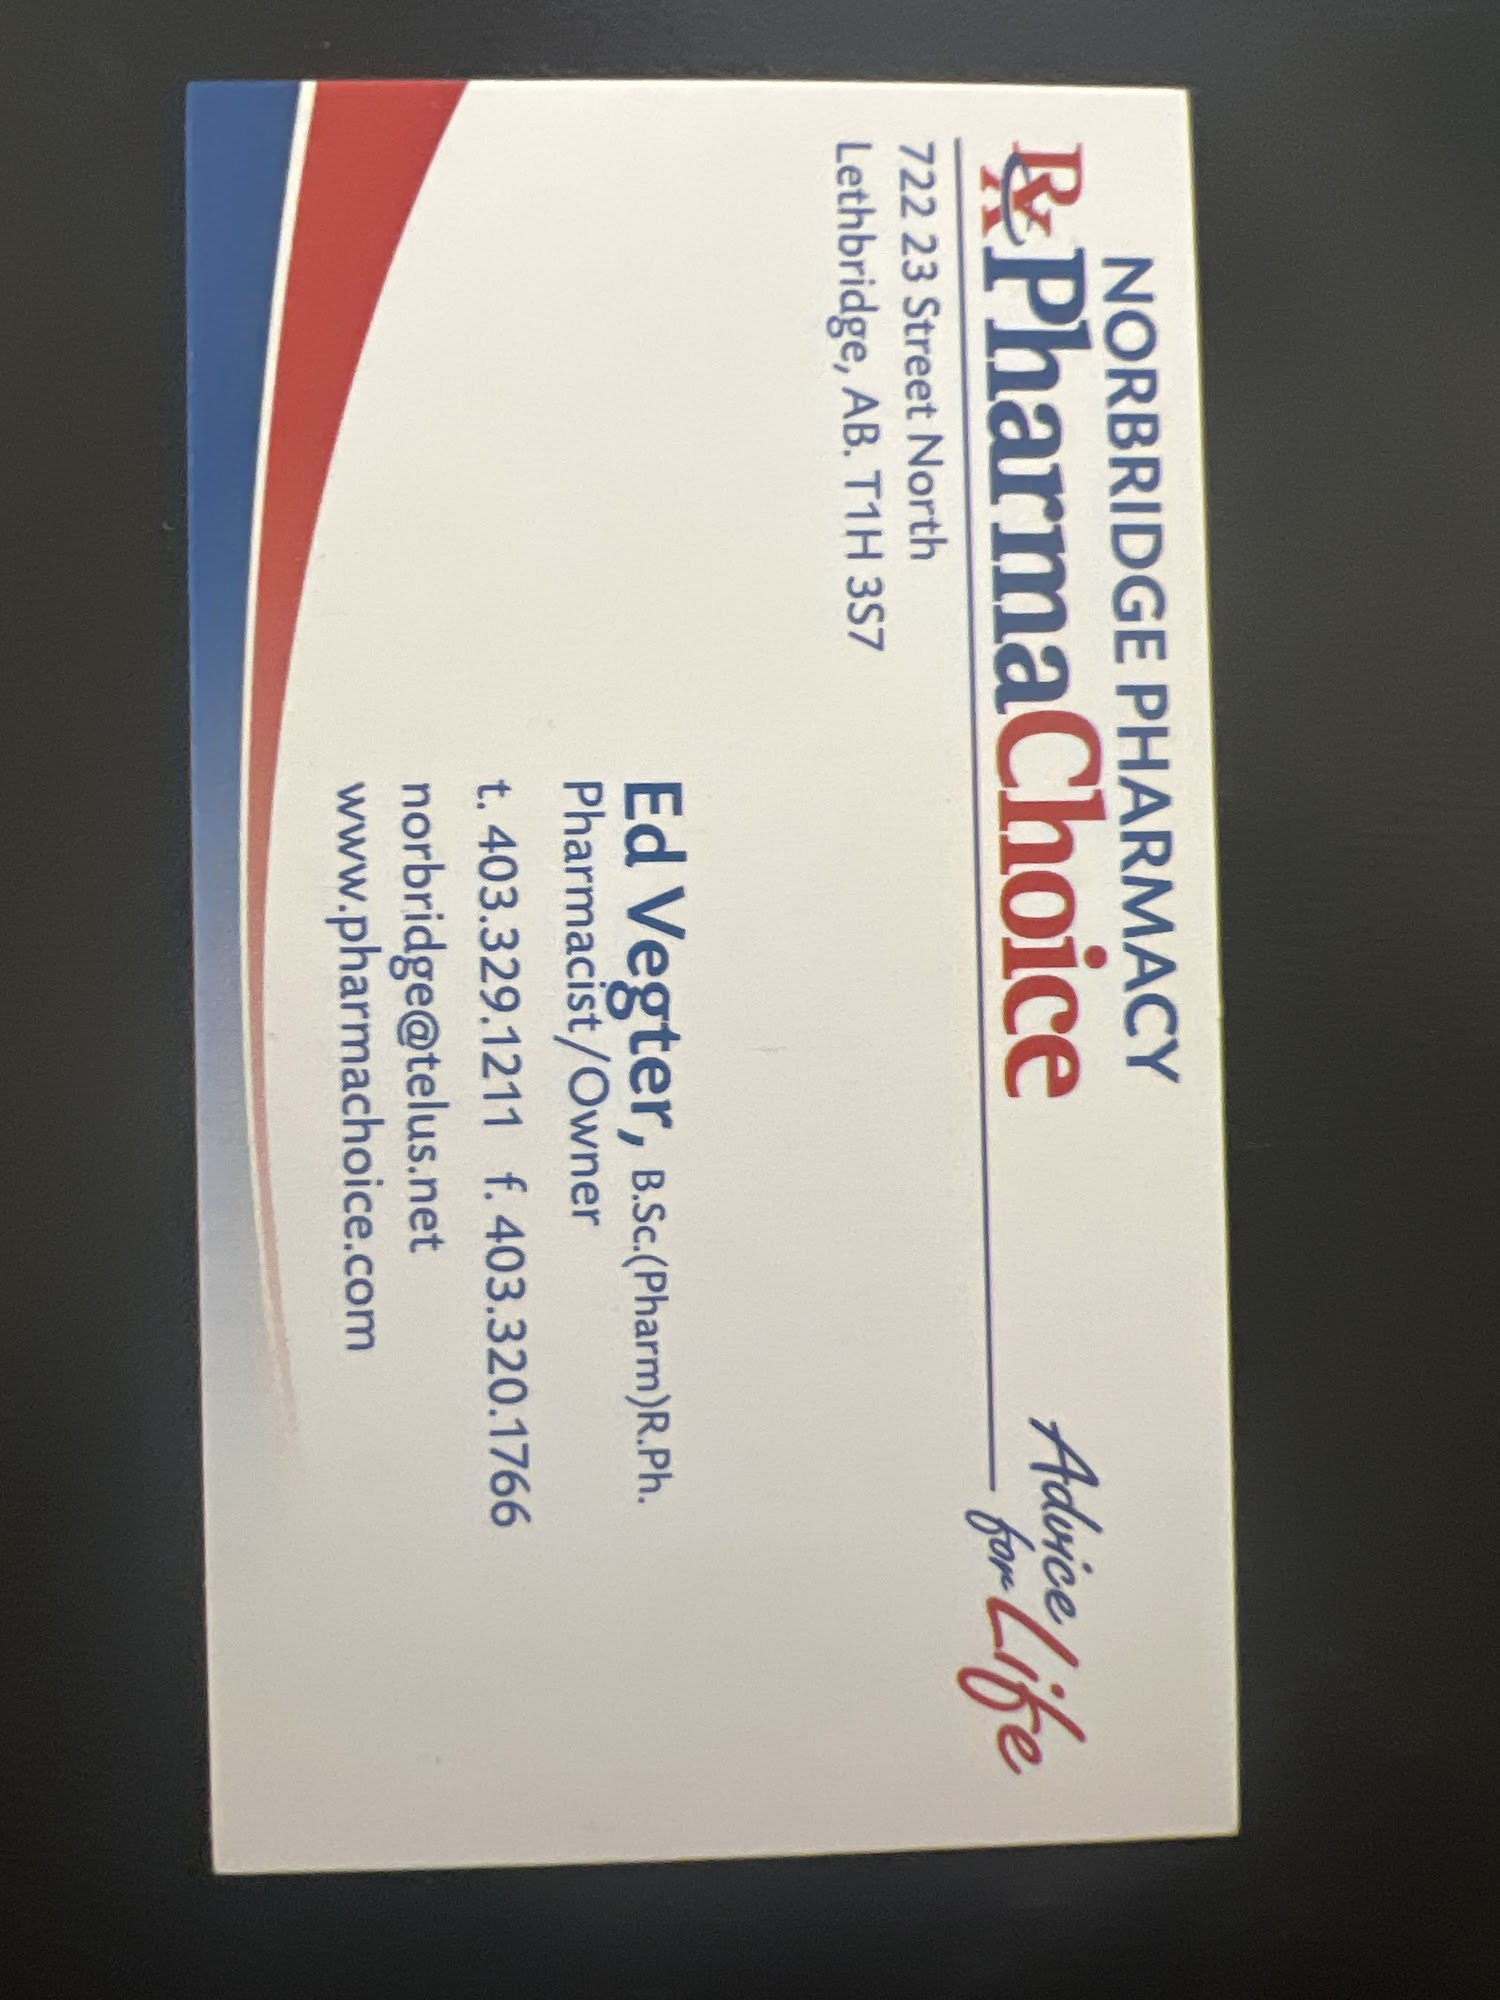 NORBRIDGE PHARMACY
Rx PharmaChoice
Advice
for Life
722 23 Street North
Lethbridge, AB. T1H 3S7
Ed Vegter, B.Sc.(Pharm)R.Ph.
Pharmacist/Owner
t. 403.329.1211 f. 403.320.1766
norbridge@telus.net
www.pharmachoice.com